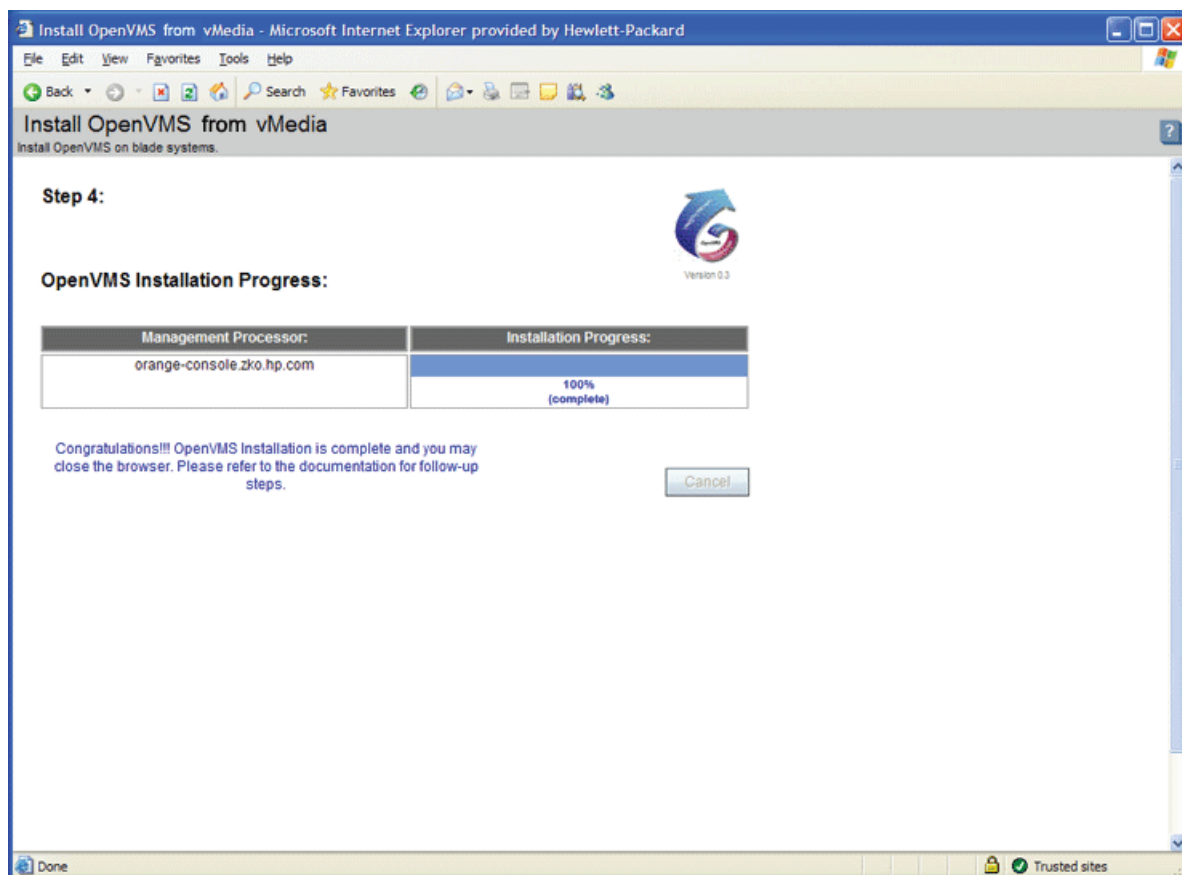 Install OpenVMS from vMedia - Microsoft Internet Explorer provided by Hewlett-Packard
File Edit View Favorites Tools Help
Back Search Favorites
Install OpenVMS from vMedia
?
Install OpenVMS on blade systems.
Step 4:
Version 0.3
OpenVMS Installation Progress:
Management Processor: Installation Progress:
orange-console.zko.hp.com
100%
(complete)
Congratulations!!! OpenVMS Installation is complete and you may
close the browser. Please refer to the documentation for follow-up
steps.
Cancel
Done Trusted sites